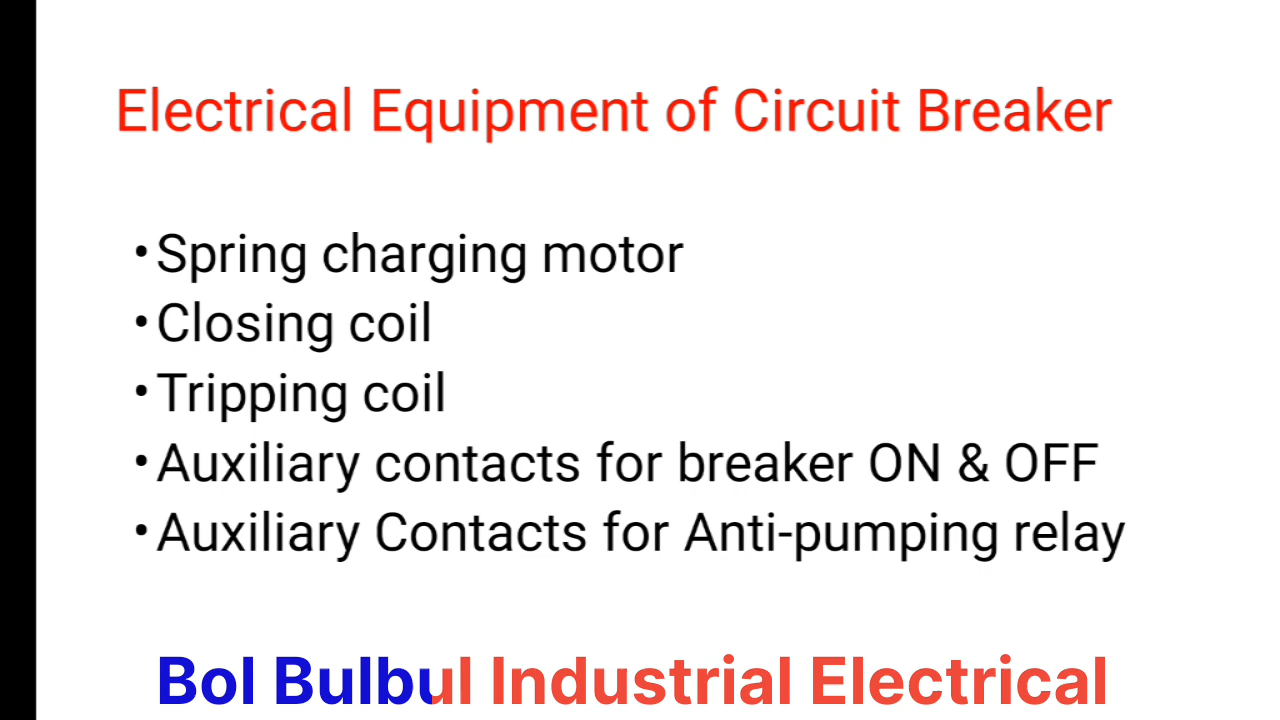 Electrical Equipment of Circuit Breaker
•Spring charging motor
•Closing coil
•Tripping coil
•Auxiliary contacts for breaker ON & OFF
•Auxiliary Contacts for Anti-pumping relay
Bol Bulbul Industrial Electrical